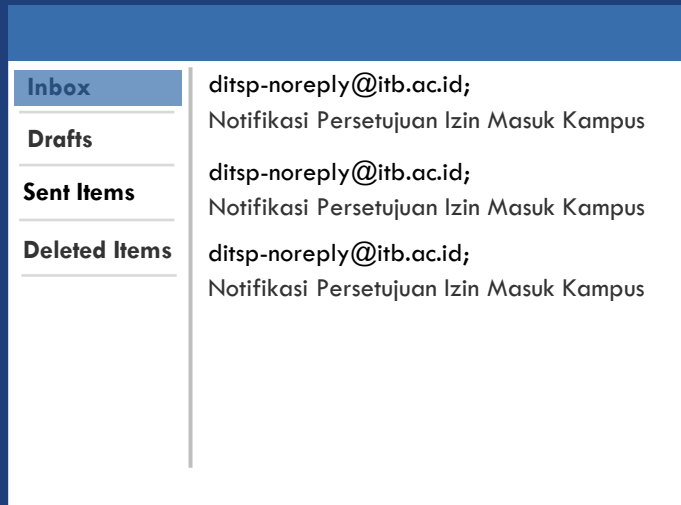 Inbox
Drafts
Sent Items
Deleted Items
ditsp-noreply@itb.ac.id;
Notifikasi Persetujuan Izin Masuk Kampus
ditsp-noreply@itb.ac.id;
Notifikasi Persetujuan Izin Masuk Kampus
ditsp-noreply@itb.ac.id;
Notifikasi Persetujuan Izin Masuk Kampus